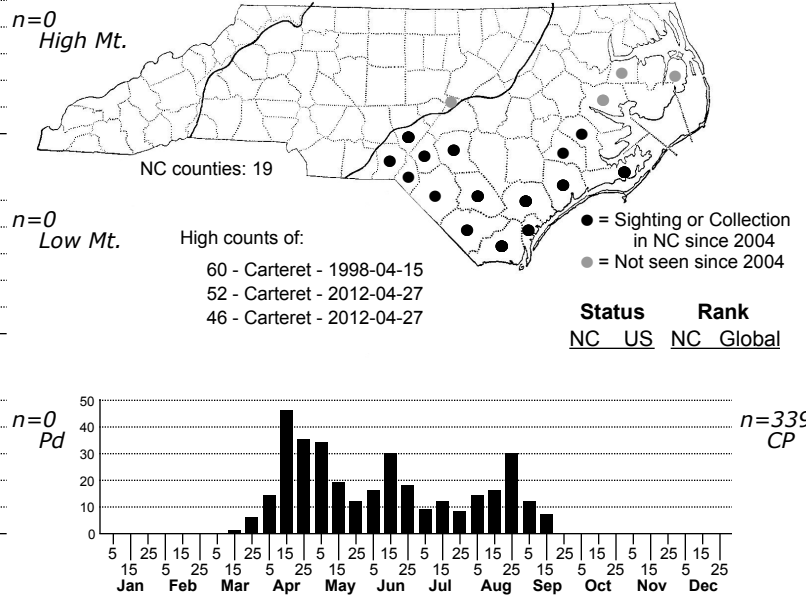 n=0
High Mt.
NC counties: 19
n=0
Low Mt.
High counts of:
60 - Carteret - 1998-04-15
52 - Carteret - 2012-04-27
46 - Carteret - 2012-04-27
= Sighting or Collection
in NC since 2004
= Not seen since 2004
Status Rank
NC US NC Global
n=0
Pd
n=339
CP
50
40
30
20
10
0
5 25 15 5 25 15 5 25 15 5 25 15 5 25 15 5 25 15
15 5 25 15 5 25 15 5 25 15 5 25 15 5 25 15 5 25
Jan Feb Mar Apr May Jun Jul Aug Sep Oct Nov Dec